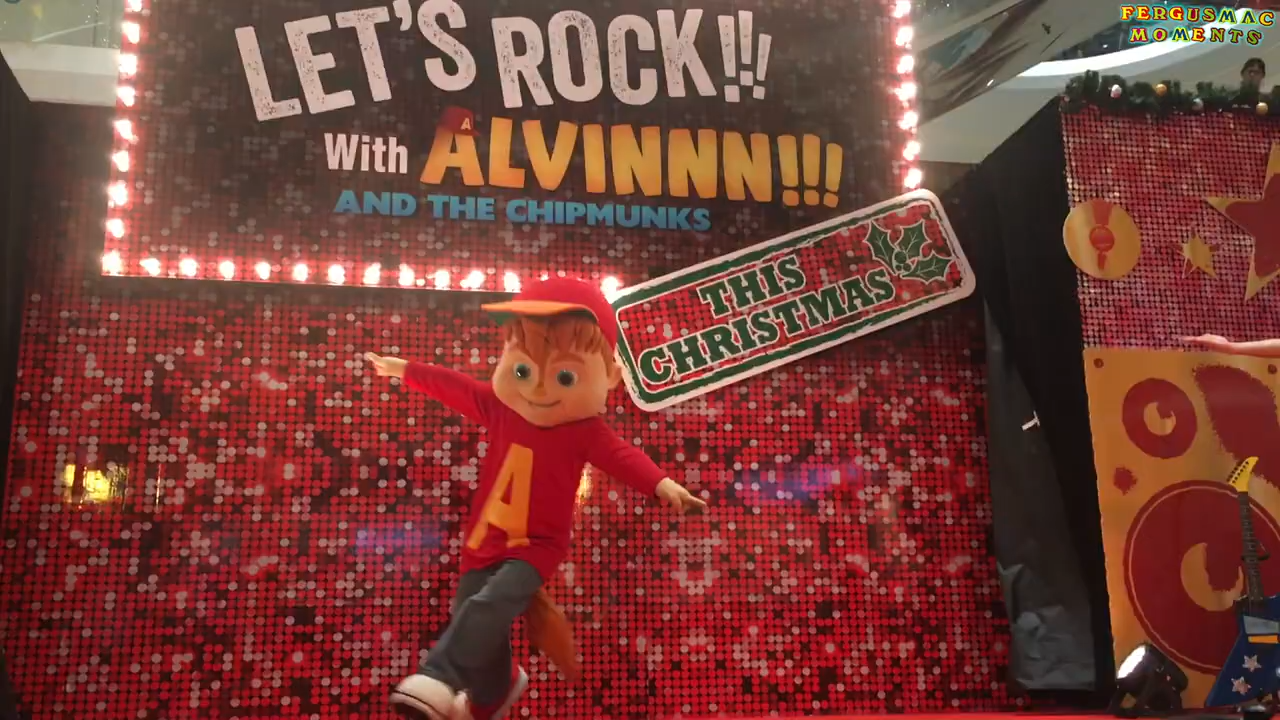 FERGUSMAC
MOMENTS
LET'S ROCK!!!
With ALVINNN!!!
AND THE CHIPMUNKS
THIS
CHRISTMAS
A